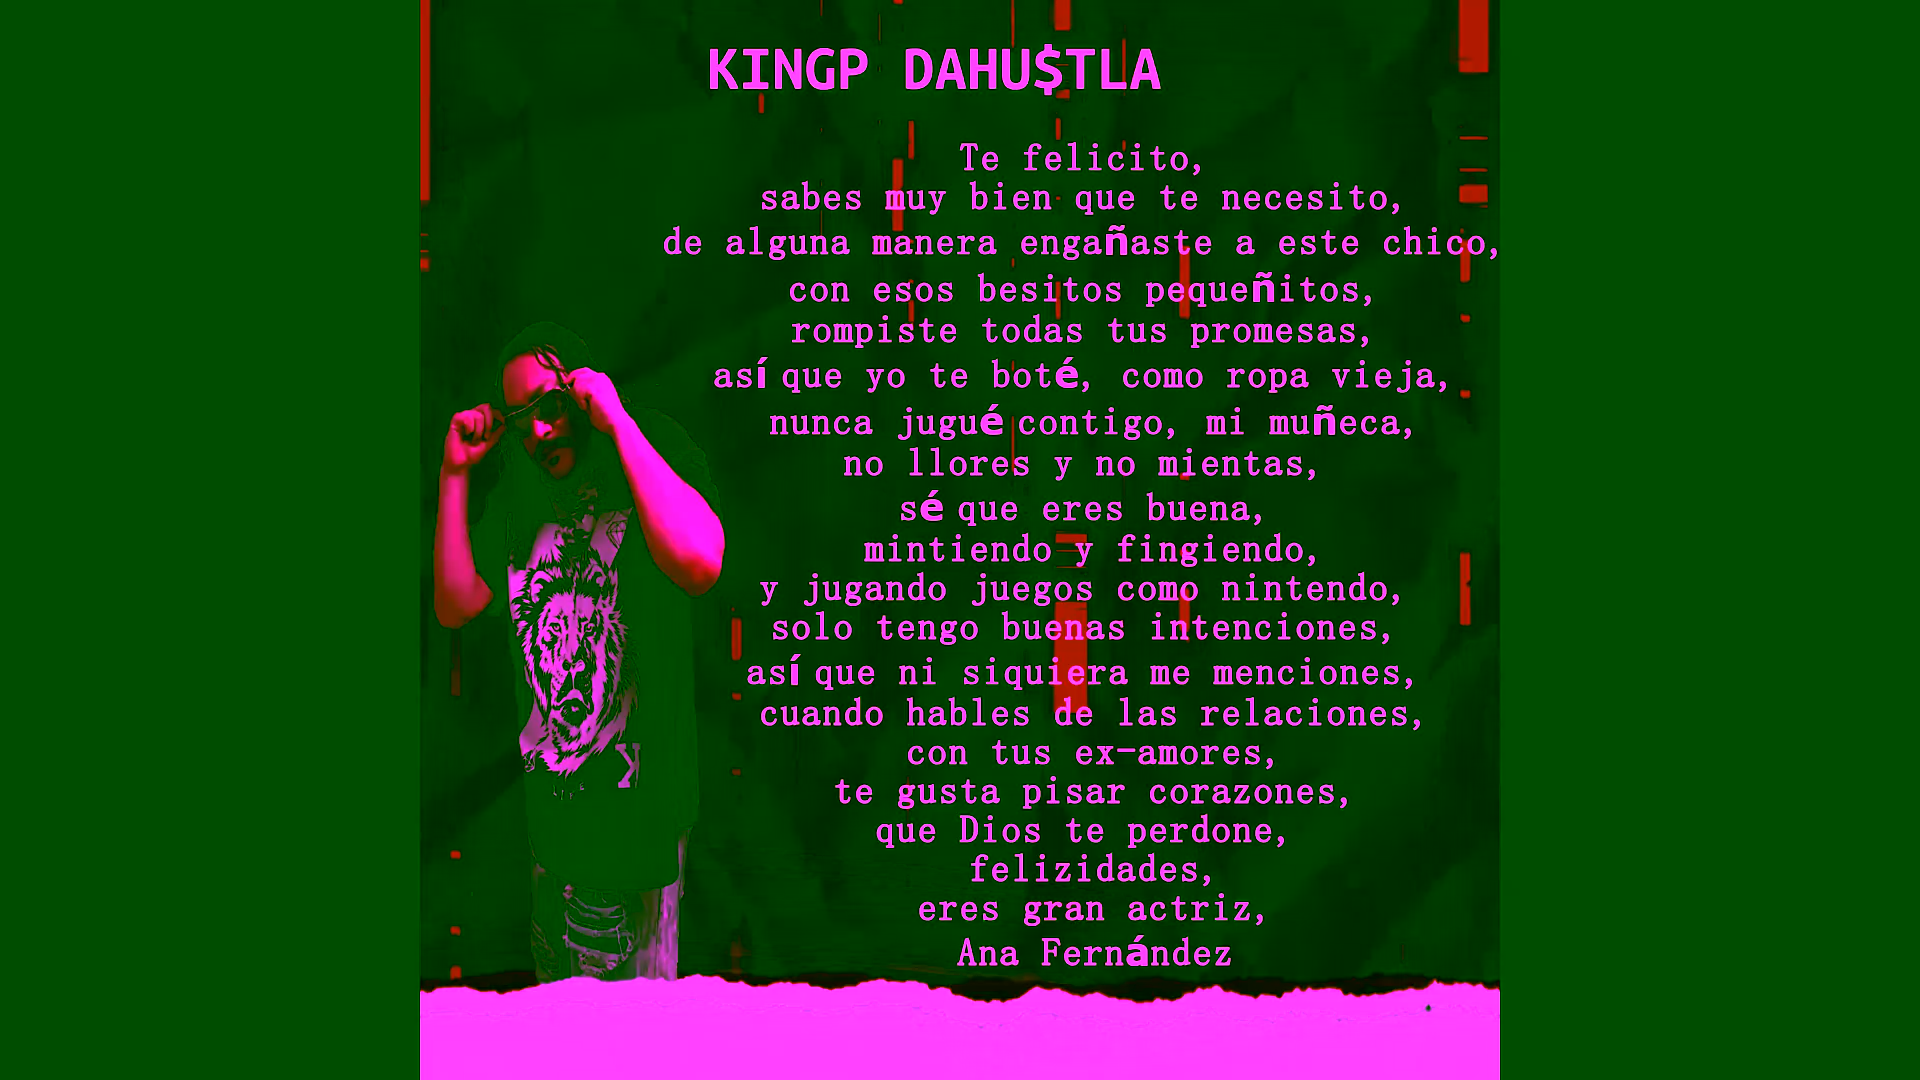 KINGP DAHU$TLA
Te felicito,
sabes muy bien que te necesito,
de alguna manera engañaste a este chico,
con esos besitos pequeñitos,
rompiste todas tus promesas,
así que yo te boté, como ropa vieja,
nunca jugué contigo, mi muñeca,
no llores y no mientas,
sé que eres buena,
mintiendo y fingiendo,
y jugando juegos como nintendo,
solo tengo buenas intenciones,
así que ni siquiera me menciones,
cuando hables de las relaciones,
con tus ex-amores,
te gusta pisar corazones,
que Dios te perdone,
felizidades,
eres gran actriz,
Ana Fernández
K